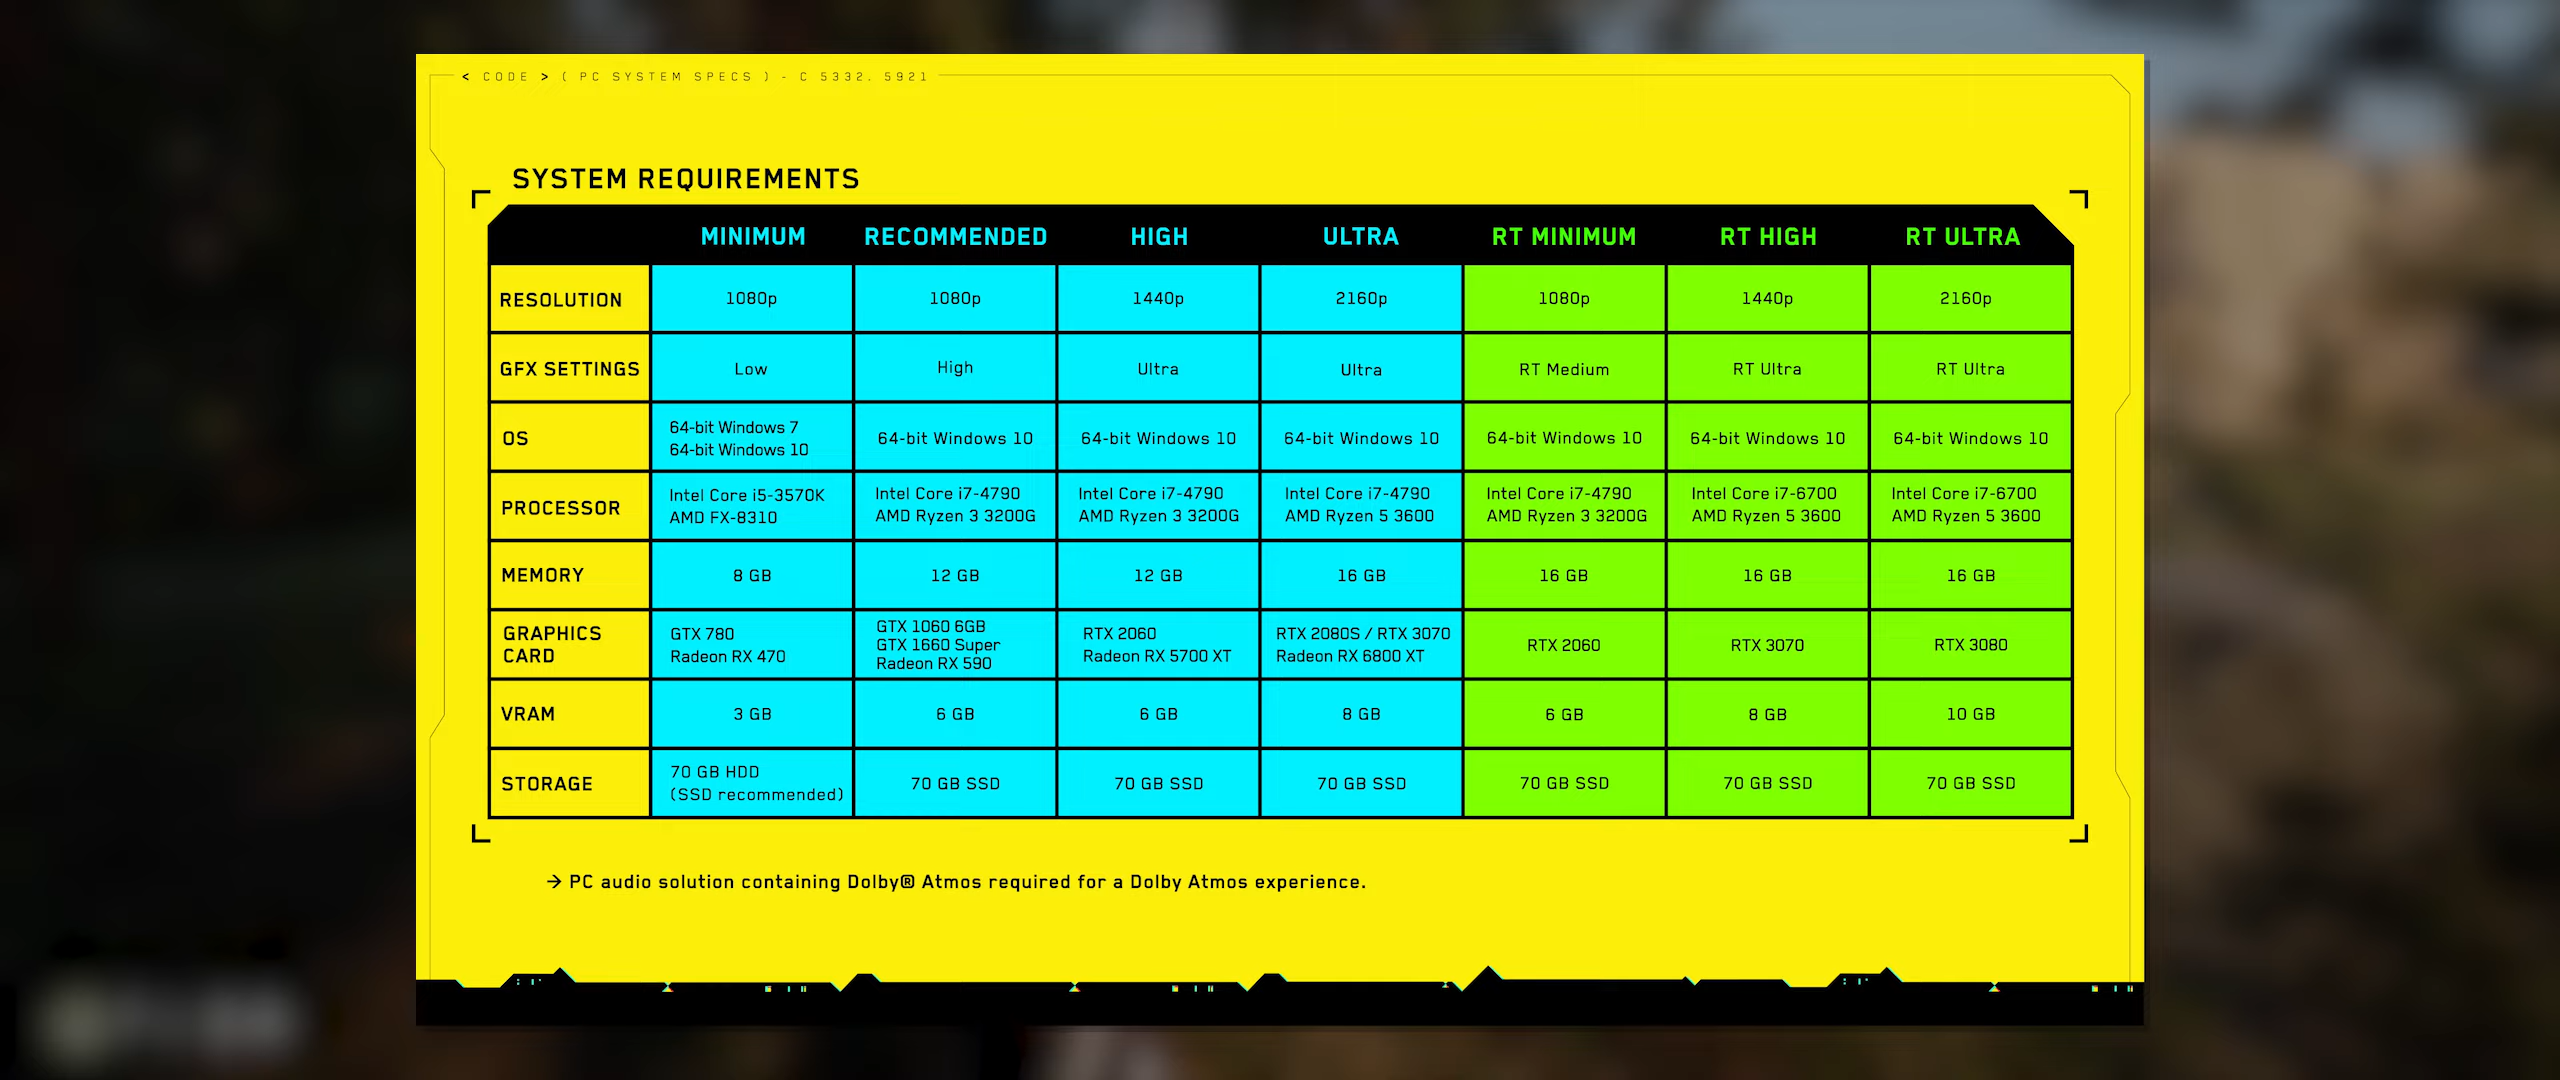 < CODE > ( PC SYSTEM SPECS ) - C 5332. 5921
SYSTEM REQUIREMENTS
MINIMUM RECOMMENDED HIGH ULTRA RT MINIMUM RT HIGH RT ULTRA
RESOLUTION 1080p 1080p 1440p 2160p 1080p 1440p 2160p
GFX SETTINGS Low High Ultra Ultra RT Medium RT Ultra RT Ultra
OS 64-bit Windows 7
64-bit Windows 10 64-bit Windows 10 64-bit Windows 10 64-bit Windows 10 64-bit Windows 10 64-bit Windows 10 64-bit Windows 10
PROCESSOR Intel Core i5-3570K Intel Core i7-4790 Intel Core i7-4790 Intel Core i7-4790 Intel Core i7-4790 Intel Core i7-6700 Intel Core i7-6700
AMD FX-8310 AMD Ryzen 3 3200G AMD Ryzen 3 3200G AMD Ryzen 5 3600 AMD Ryzen 3 3200G AMD Ryzen 5 3600 AMD Ryzen 5 3600
MEMORY 8 GB 12 GB 12 GB 16 GB 16 GB 16 GB 16 GB
GRAPHICS CARD
GTX 780
Radeon RX 470
GTX 1060 6GB
GTX 1660 Super
Radeon RX 590
RTX 2060
Radeon RX 5700 XT
RTX 2080S / RTX 3070
Radeon RX 6800 XT
RTX 2060
RTX 3070
RTX 3080
VRAM 3 GB 6 GB 6 GB 8 GB 6 GB 8 GB 10 GB
STORAGE 70 GB HDD
(SSD recommended) 70 GB SSD 70 GB SSD 70 GB SSD 70 GB SSD 70 GB SSD 70 GB SSD
→ PC audio solution containing Dolby® Atmos required for a Dolby Atmos experience.